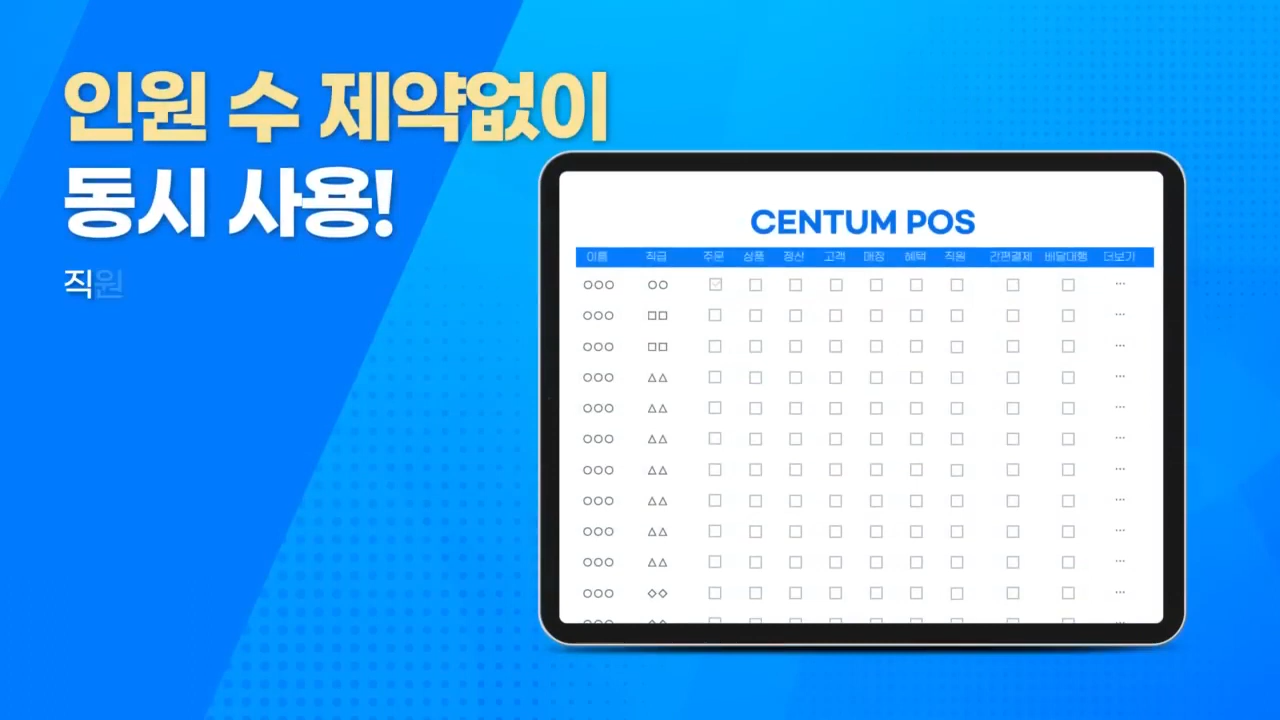 인원 수 제약없이
동시 사용!
직원
CENTUM POS
이름 직급 주문 상품 정산 고객 매장 혜택 직원 간편결제 배달대행 더보기
○○○ ○○ ...
○○○ □□ ...
○○○ □□ ...
○○○ △△ ...
○○○ △△ ...
○○○ △△ ...
○○○ △△ ...
○○○ △△ ...
○○○ △△ ...
○○○ △△ ...
○○○ ◇◇ ...